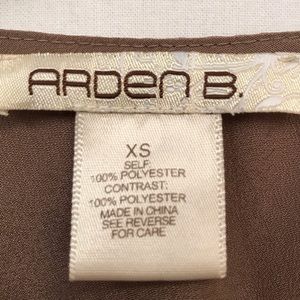 ARDEN B.
XS
SELF:
100% POLYESTER
CONTRAST:
100% POLYESTER
MADE IN CHINA
SEE REVERSE
FOR CARE